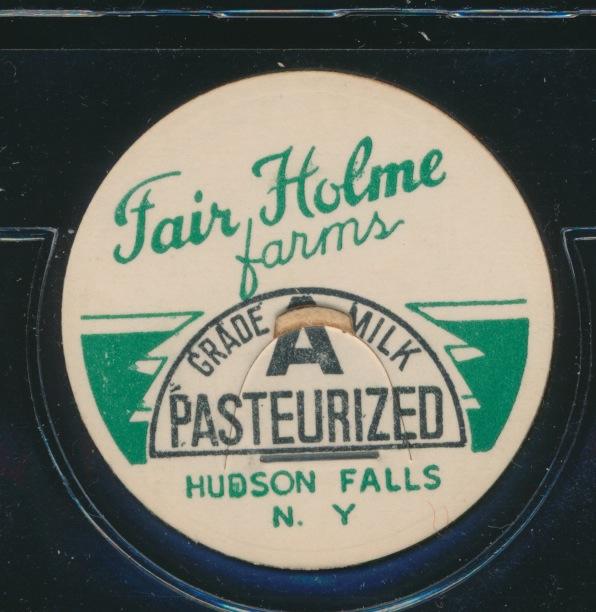 Fair Holme
farms
GRADE A MILK
PASTEURIZED
HUDSON FALLS
N. Y